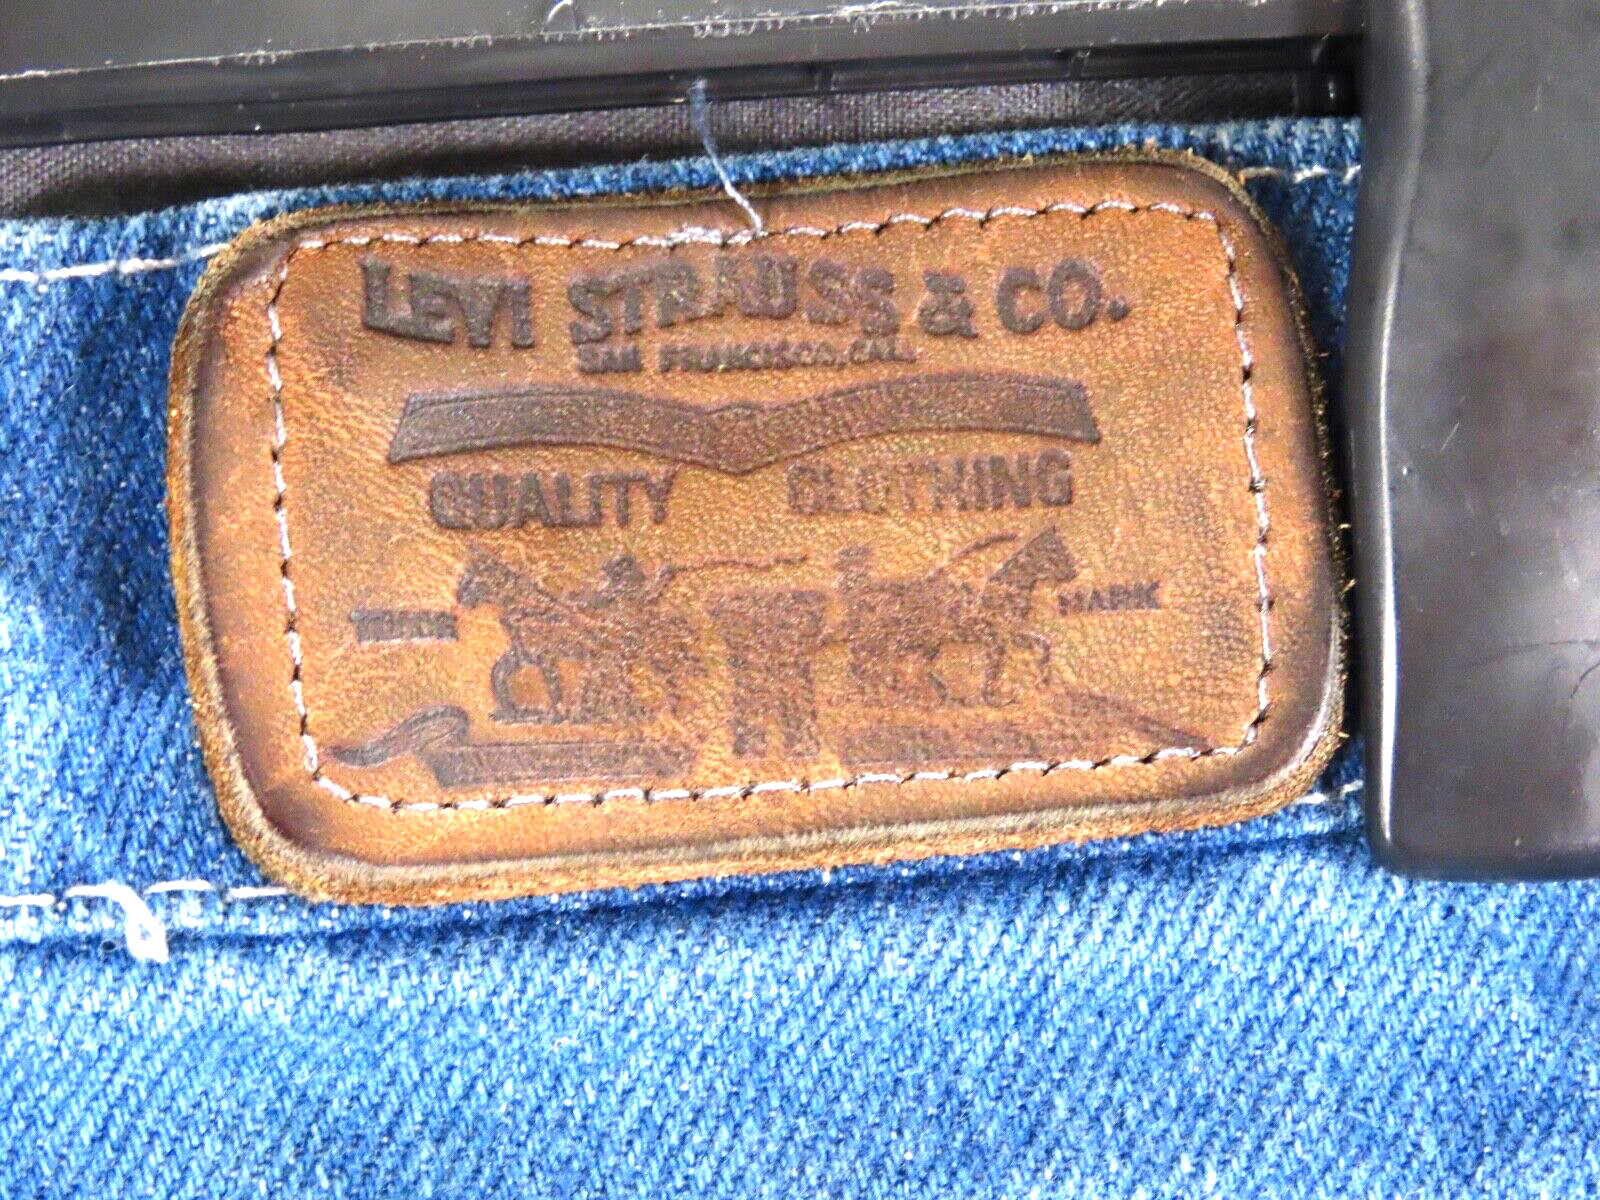 LEVI STRAUSS & CO.
SAN FRANCISCO, CAL.
QUALITY CLOTHING
TRADE MARK